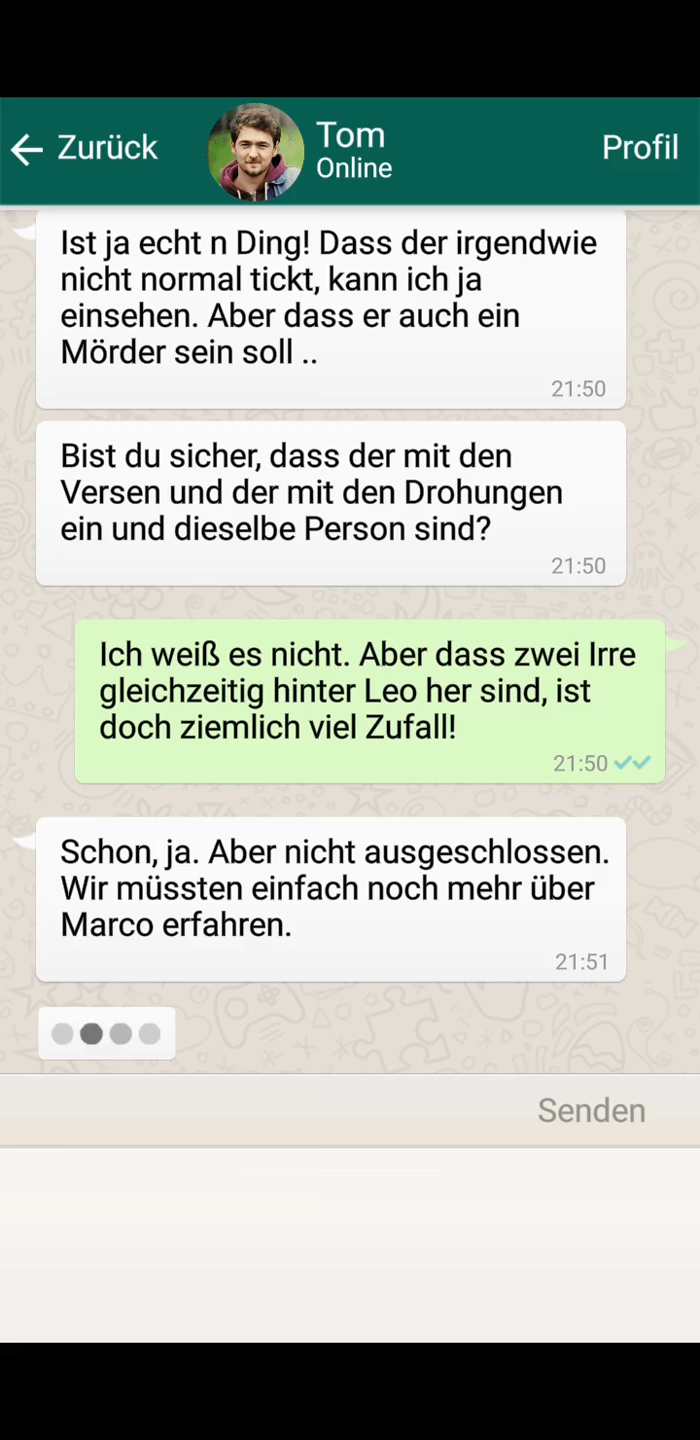 Zurück
Tom
Online
Profil
Ist ja echt n Ding! Dass der irgendwie
nicht normal tickt, kann ich ja
einsehen. Aber dass er auch ein
Mörder sein soll ..
21:50
Bist du sicher, dass der mit den
Versen und der mit den Drohungen
ein und dieselbe Person sind?
21:50
Ich weiß es nicht. Aber dass zwei Irre
gleichzeitig hinter Leo her sind, ist
doch ziemlich viel Zufall!
21:50
Schon, ja. Aber nicht ausgeschlossen.
Wir müssten einfach noch mehr über
Marco erfahren.
21:51
Senden